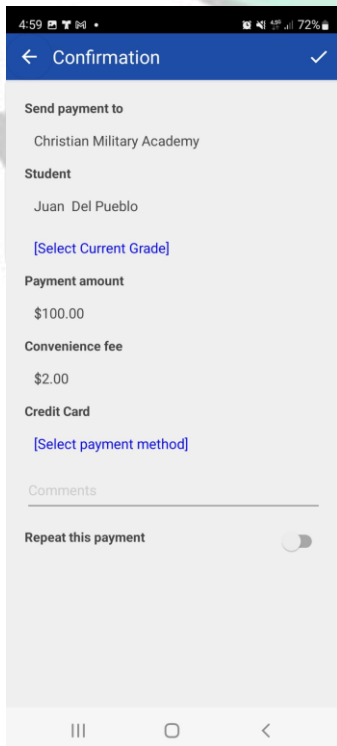 4:59
72%
Confirmation
Send payment to
Christian Military Academy
Student
Juan Del Pueblo
[Select Current Grade]
Payment amount
$100.00
Convenience fee
$2.00
Credit Card
[Select payment method]
Comments
Repeat this payment